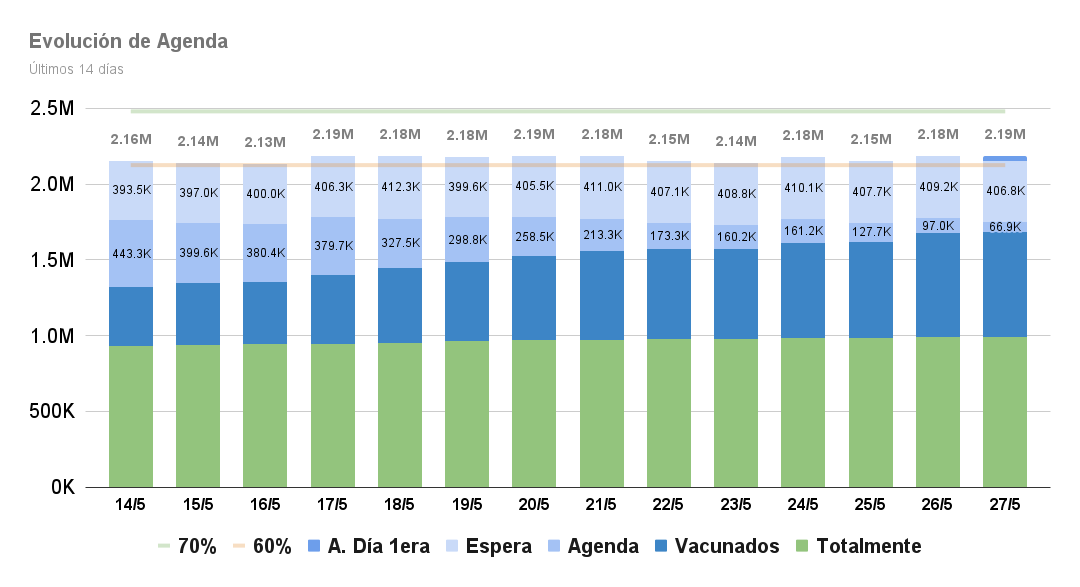 Evolución de Agenda
Últimos 14 días
2.5M
2.16M 2.14M 2.13M 2.19M 2.18M 2.18M 2.19M 2.18M 2.15M 2.14M 2.18M 2.15M 2.18M 2.19M
2.0M
393.5K 397.0K 400.0K 406.3K 412.3K 399.6K 405.5K 411.0K 407.1K 408.8K 410.1K 407.7K 409.2K 406.8K
443.3K 399.6K 380.4K 379.7K 327.5K 298.8K 258.5K 213.3K 173.3K 160.2K 161.2K 127.7K 97.0K 66.9K
1.5M
1.0M
500K
0K
14/5 15/5 16/5 17/5 18/5 19/5 20/5 21/5 22/5 23/5 24/5 25/5 26/5 27/5
70% 60% A. Día 1era Espera Agenda Vacunados Totalmente